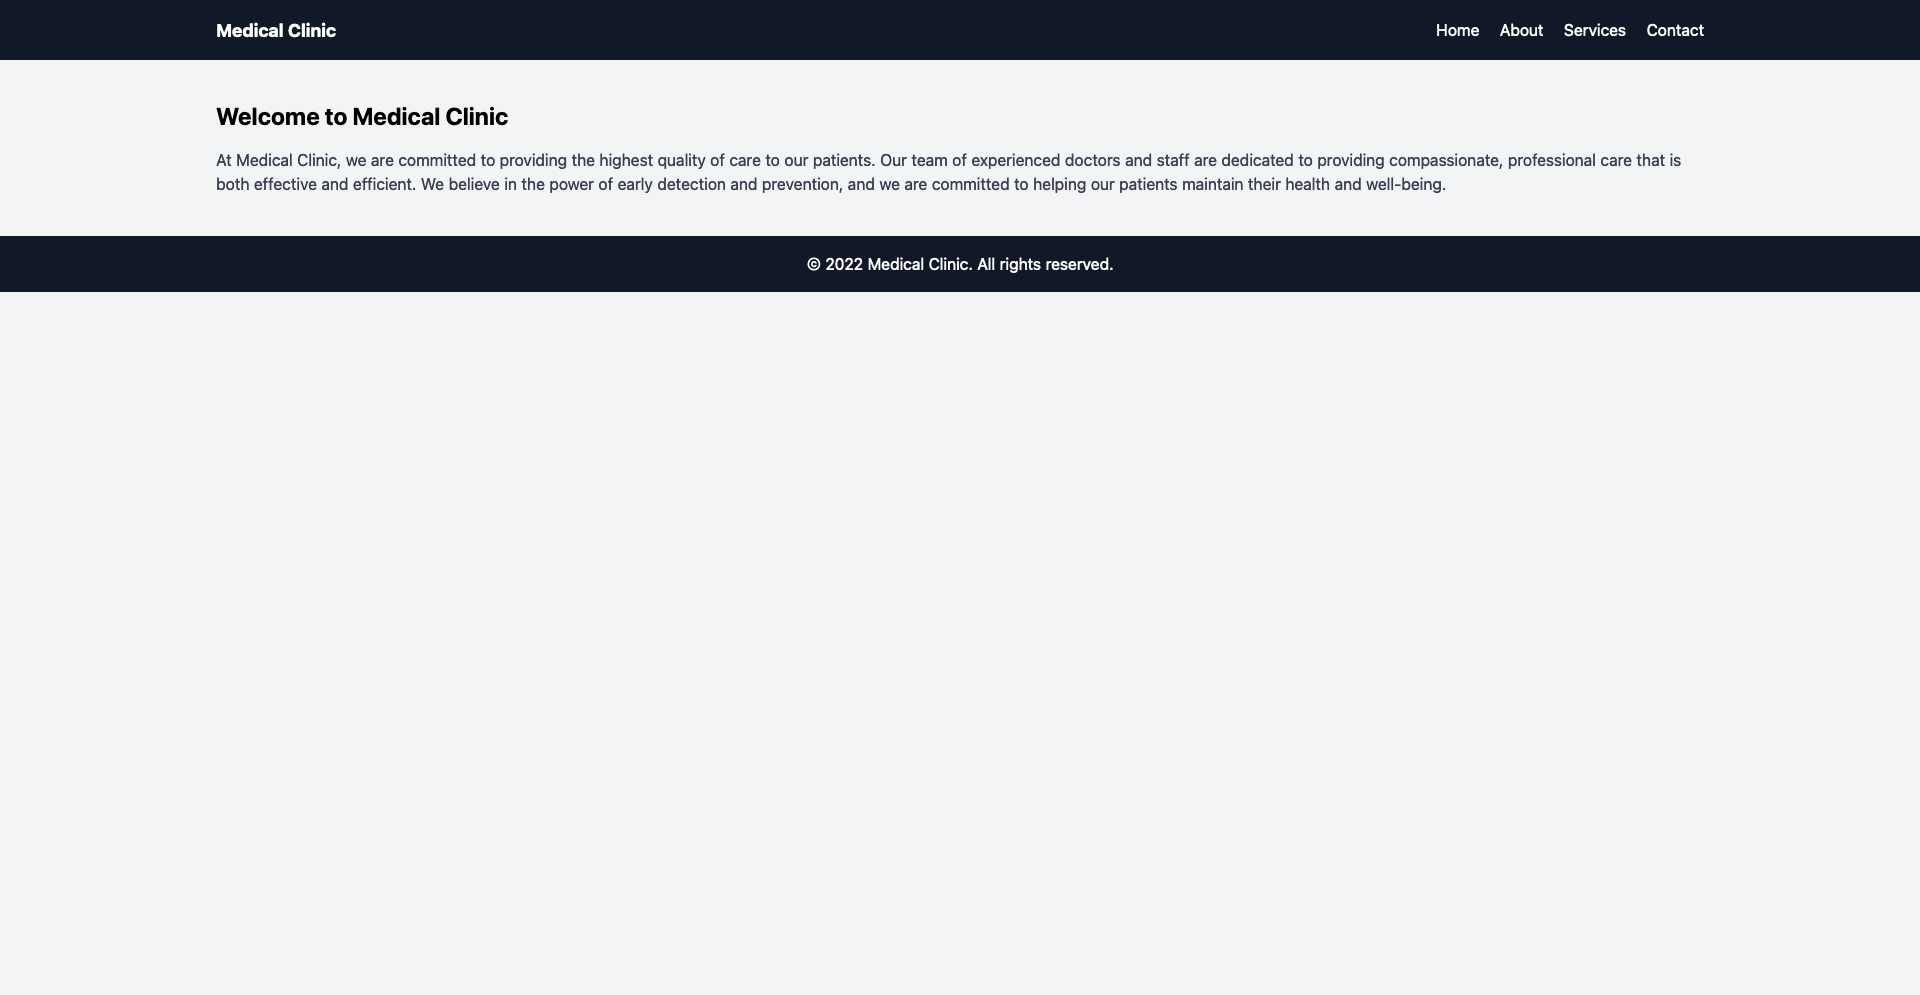 Medical Clinic
Home About Services Contact
Welcome to Medical Clinic
At Medical Clinic, we are committed to providing the highest quality of care to our patients. Our team of experienced doctors and staff are dedicated to providing compassionate, professional care that is
both effective and efficient. We believe in the power of early detection and prevention, and we are committed to helping our patients maintain their health and well-being.
© 2022 Medical Clinic. All rights reserved.